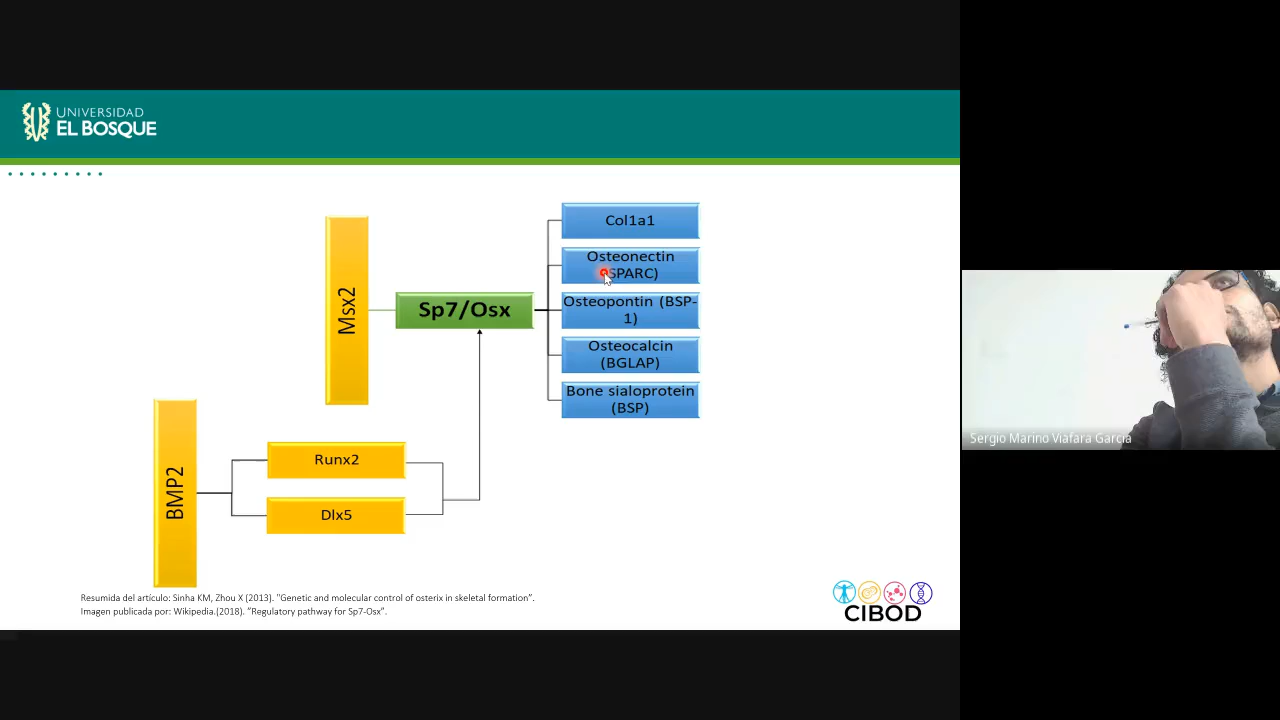 UNIVERSIDAD
EL BOSQUE
Col1a1
Osteonectin
(SPARC)
Msx2
Sp7/Osx
Osteopontin (BSP-
1)
Osteocalcin
(BGLAP)
Bone sialoprotein
(BSP)
BMP2
Runx2
Dlx5
Resumida del artículo: Sinha KM, Zhou X (2013). "Genetic and molecular control of osterix in skeletal formation".
Imagen publicada por: Wikipedia.(2018). "Regulatory pathway for Sp7-Osx".
CIBOD
Sergio Marino Viafara Garcia